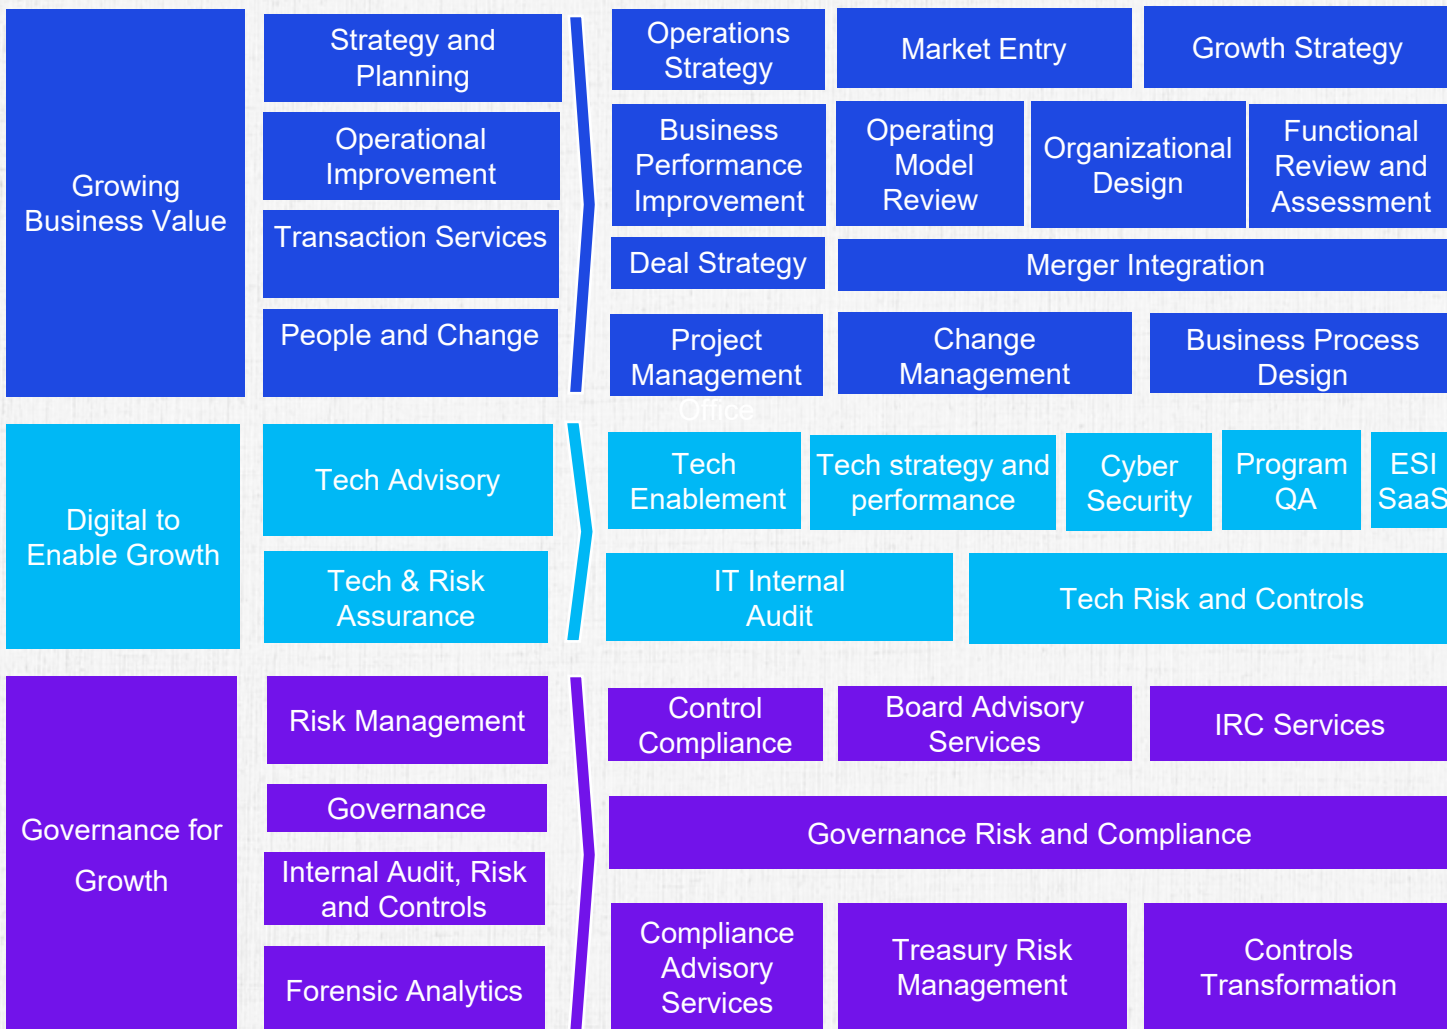 Growing
Business Value
Strategy and
Planning
Operational
Improvement
Transaction Services
People and Change
Operations
Strategy
Market Entry
Growth Strategy
Business
Performance
Improvement
Operating
Model
Review
Organizational
Design
Functional
Review and
Assessment
Deal Strategy
Merger Integration
Project
Management
Office
Change
Management
Business Process
Design
Digital to
Enable Growth
Tech Advisory
Tech & Risk
Assurance
Tech
Enablement
Tech strategy and
performance
Cyber
Security
Program
QA
ESI
SaaS
IT Internal
Audit
Tech Risk and Controls
Governance for
Growth
Risk Management
Governance
Internal Audit, Risk
and Controls
Forensic Analytics
Control
Compliance
Board Advisory
Services
IRC Services
Governance Risk and Compliance
Compliance
Advisory
Services
Treasury Risk
Management
Controls
Transformation